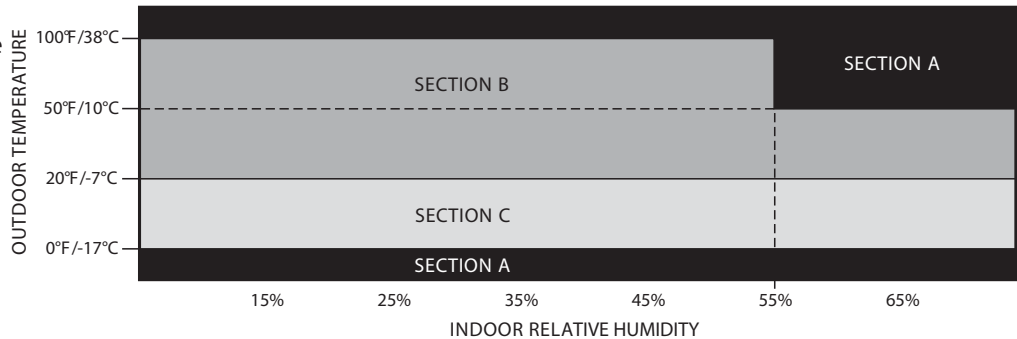 OUTDOOR TEMPERATURE
100°F/38°C
50°F/10°C
20°F/-7°C
0°F/-17°C
SECTION A
SECTION B
SECTION C
SECTION A
15% 25% 35% 45% 55% 65%
INDOOR RELATIVE HUMIDITY